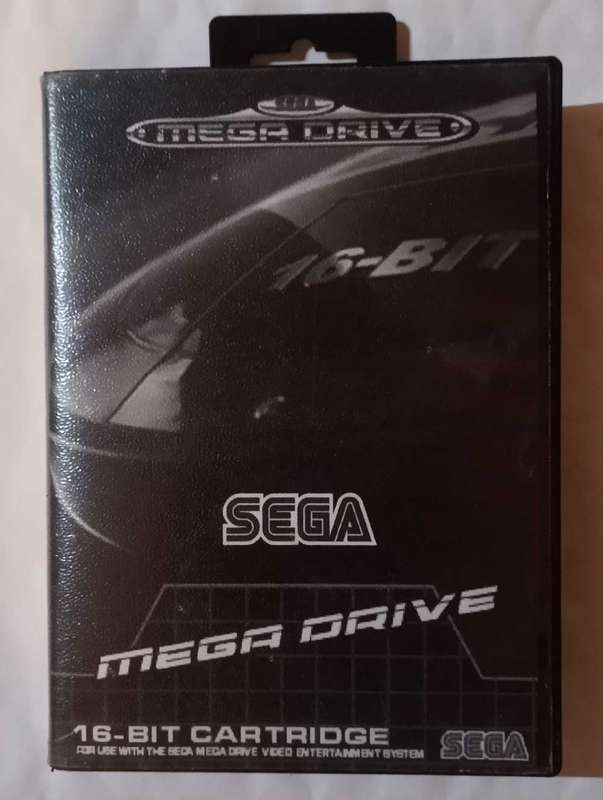 SEGA
MEGA DRIVE
16-BIT
SEGA
MEGA DRIVE
16-BIT CARTRIDGE
FOR USE WITH THE SEGA MEGA DRIVE VIDEO ENTERTAINMENT SYSTEM
SEGA